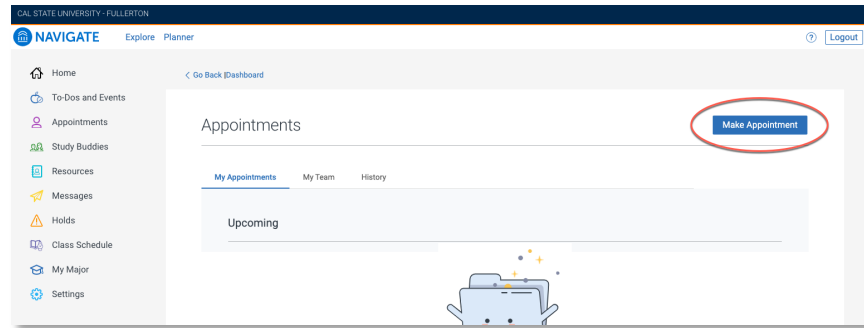 CAL STATE UNIVERSITY - FULLERTON
NAVIGATE Explore Planner ? Logout
Home
< Go Back |Dashboard
To-Dos and Events
Appointments
Appointments
Make Appointment
Study Buddies
Resources
My Appointments My Team History
Messages
Holds
Upcoming
Class Schedule
My Major
Settings